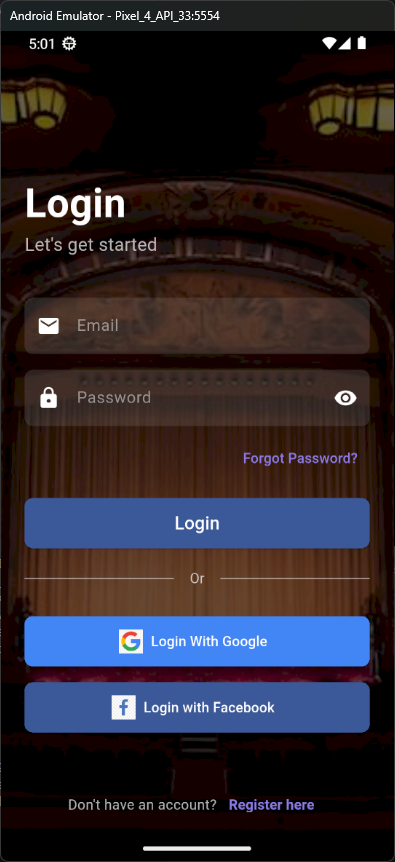 Android Emulator - Pixel_4_API_33:5554
5:01
Login
Let's get started
Email
Password
Forgot Password?
Login
Or
Login With Google
Login with Facebook
Don't have an account? Register here